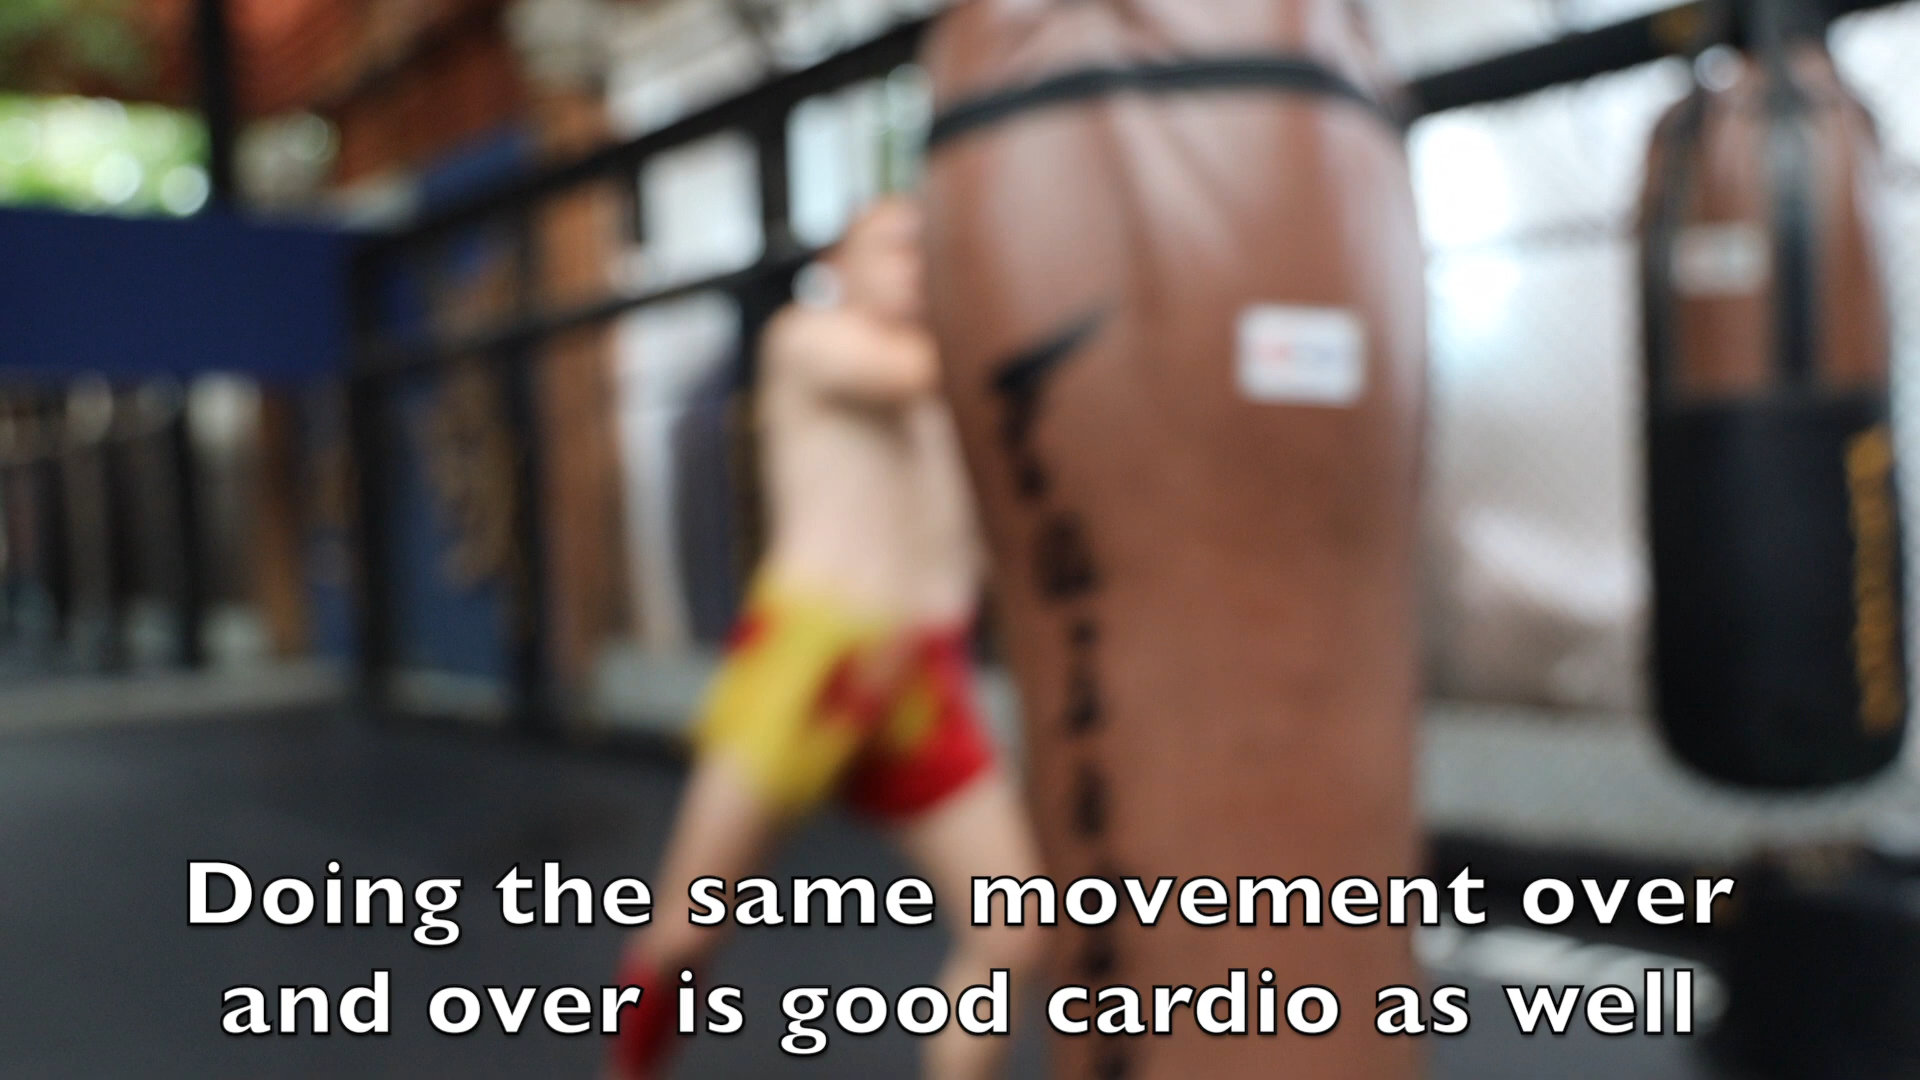 Doing the same movement over
and over is good cardio as well